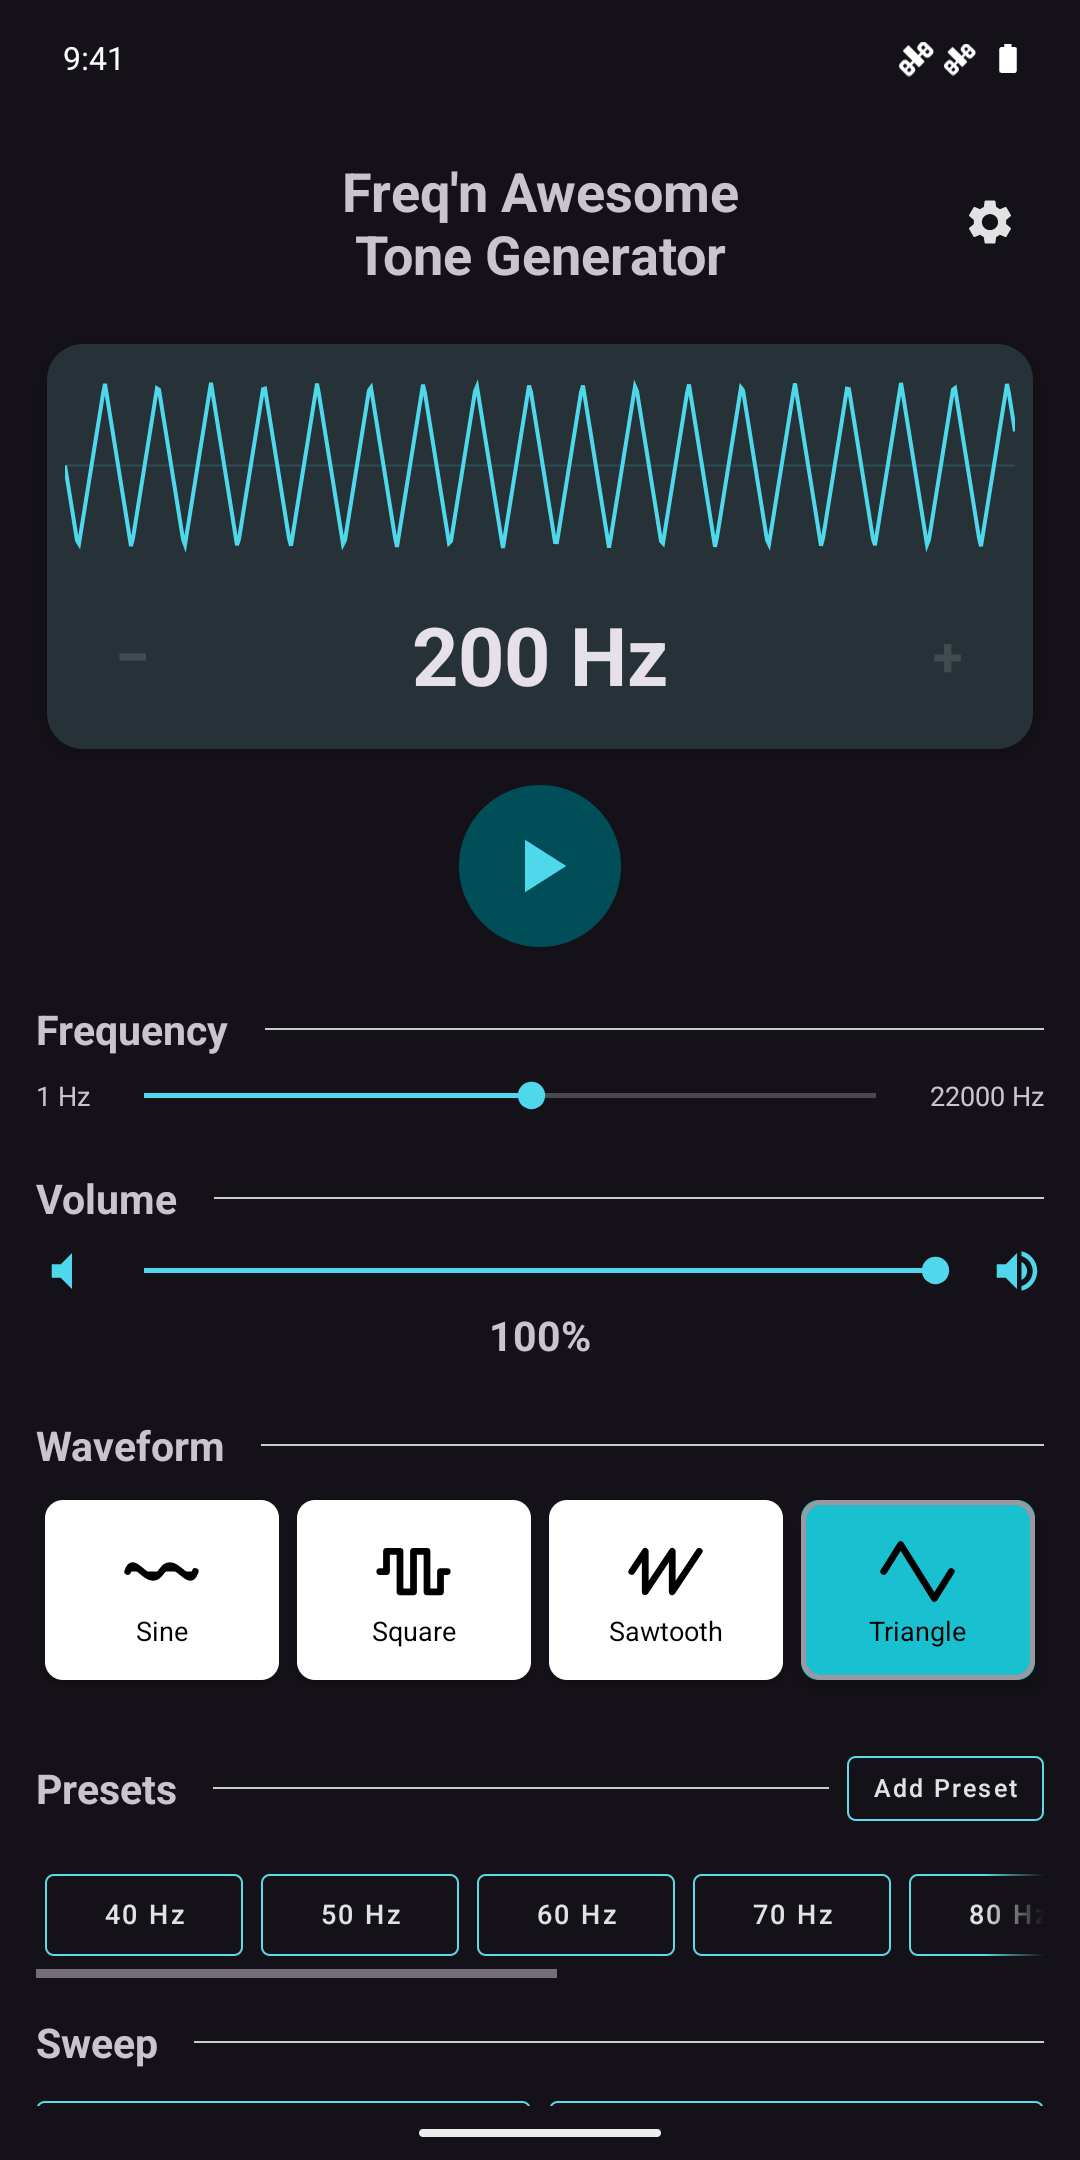 9:41
Freq'n Awesome
Tone Generator
200 Hz
Frequency
1 Hz
22000 Hz
Volume
100%
Waveform
Sine
Square
Sawtooth
Triangle
Presets
Add Preset
40 Hz
50 Hz
60 Hz
70 Hz
80 Hz
Sweep